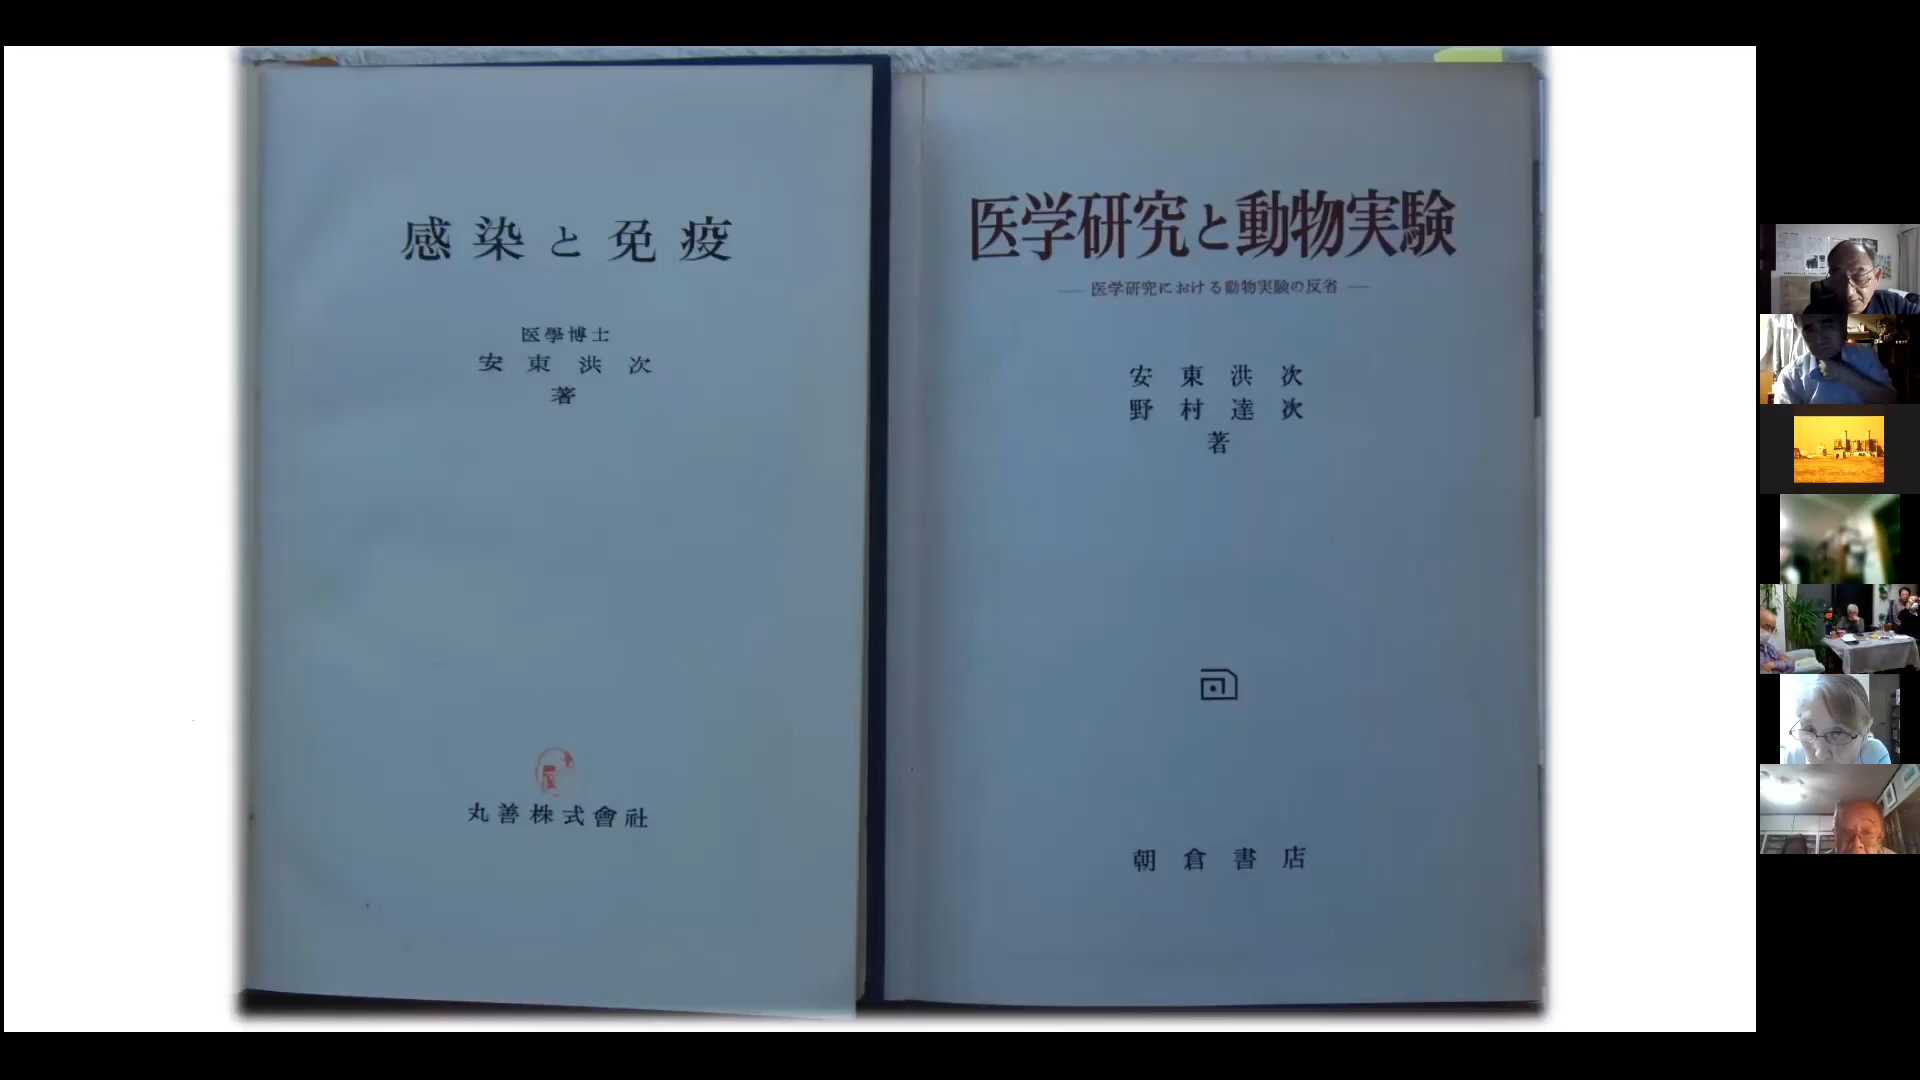 感染と免疫
医學博士
安東洪次
著
丸善株式會社
医学研究と動物実験
― 医学研究における動物実験の反省 ―
安東洪次
野村達次
著
朝倉書店